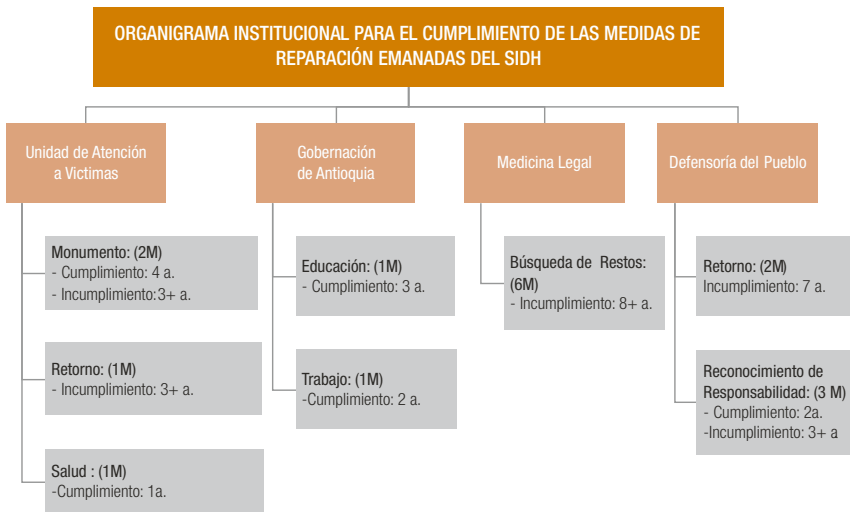 ORGANIGRAMA INSTITUCIONAL PARA EL CUMPLIMIENTO DE LAS MEDIDAS DE
REPARACIÓN EMANADAS DEL SIDH
Unidad de Atención
a Victimas
Gobernación
de Antioquia
Medicina Legal
Defensoría del Pueblo
Monumento: (2M)
- Cumplimiento: 4 a.
- Incumplimiento:3+ a.
Retorno: (1M)
- Incumplimiento: 3+ a.
Salud : (1M)
-Cumplimiento: 1a.
Educación: (1M)
- Cumplimiento: 3 a.
Trabajo: (1M)
-Cumplimiento: 2 a.
Búsqueda de Restos:
(6M)
- Incumplimiento: 8+ a.
Retorno: (2M)
Incumplimiento: 7 a.
Reconocimiento de
Responsabilidad: (3 M)
- Cumplimiento: 2a.
-Incumplimiento: 3+ a